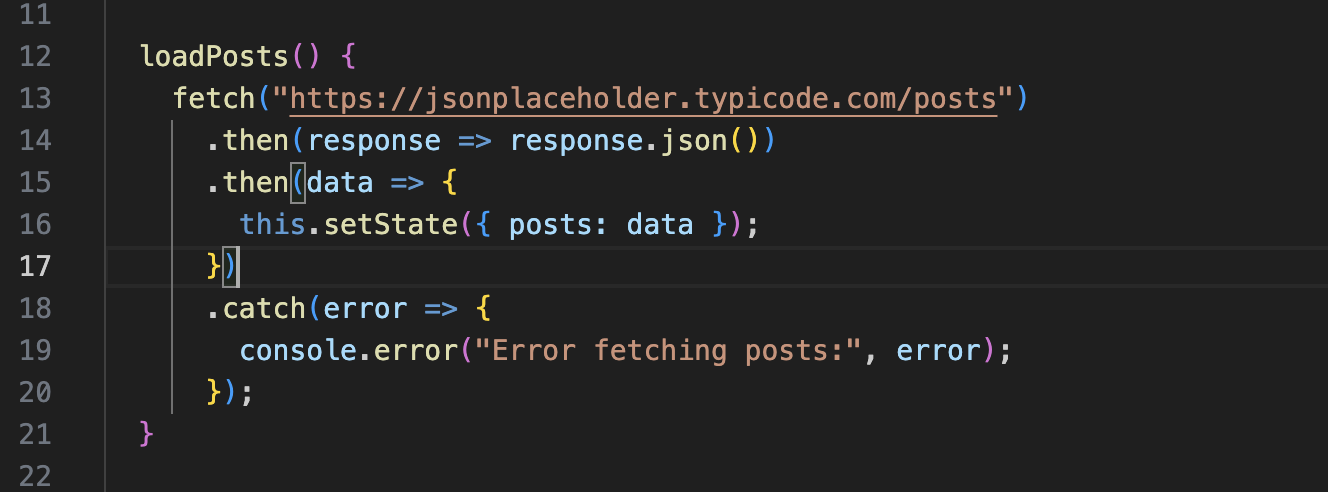 11
12 loadPosts() {
13 fetch("https://jsonplaceholder.typicode.com/posts")
14 .then(response => response.json())
15 .then(data => {
16 this.setState({ posts: data });
17 })
18 .catch(error => {
19 console.error("Error fetching posts:", error);
20 });
21 }
22